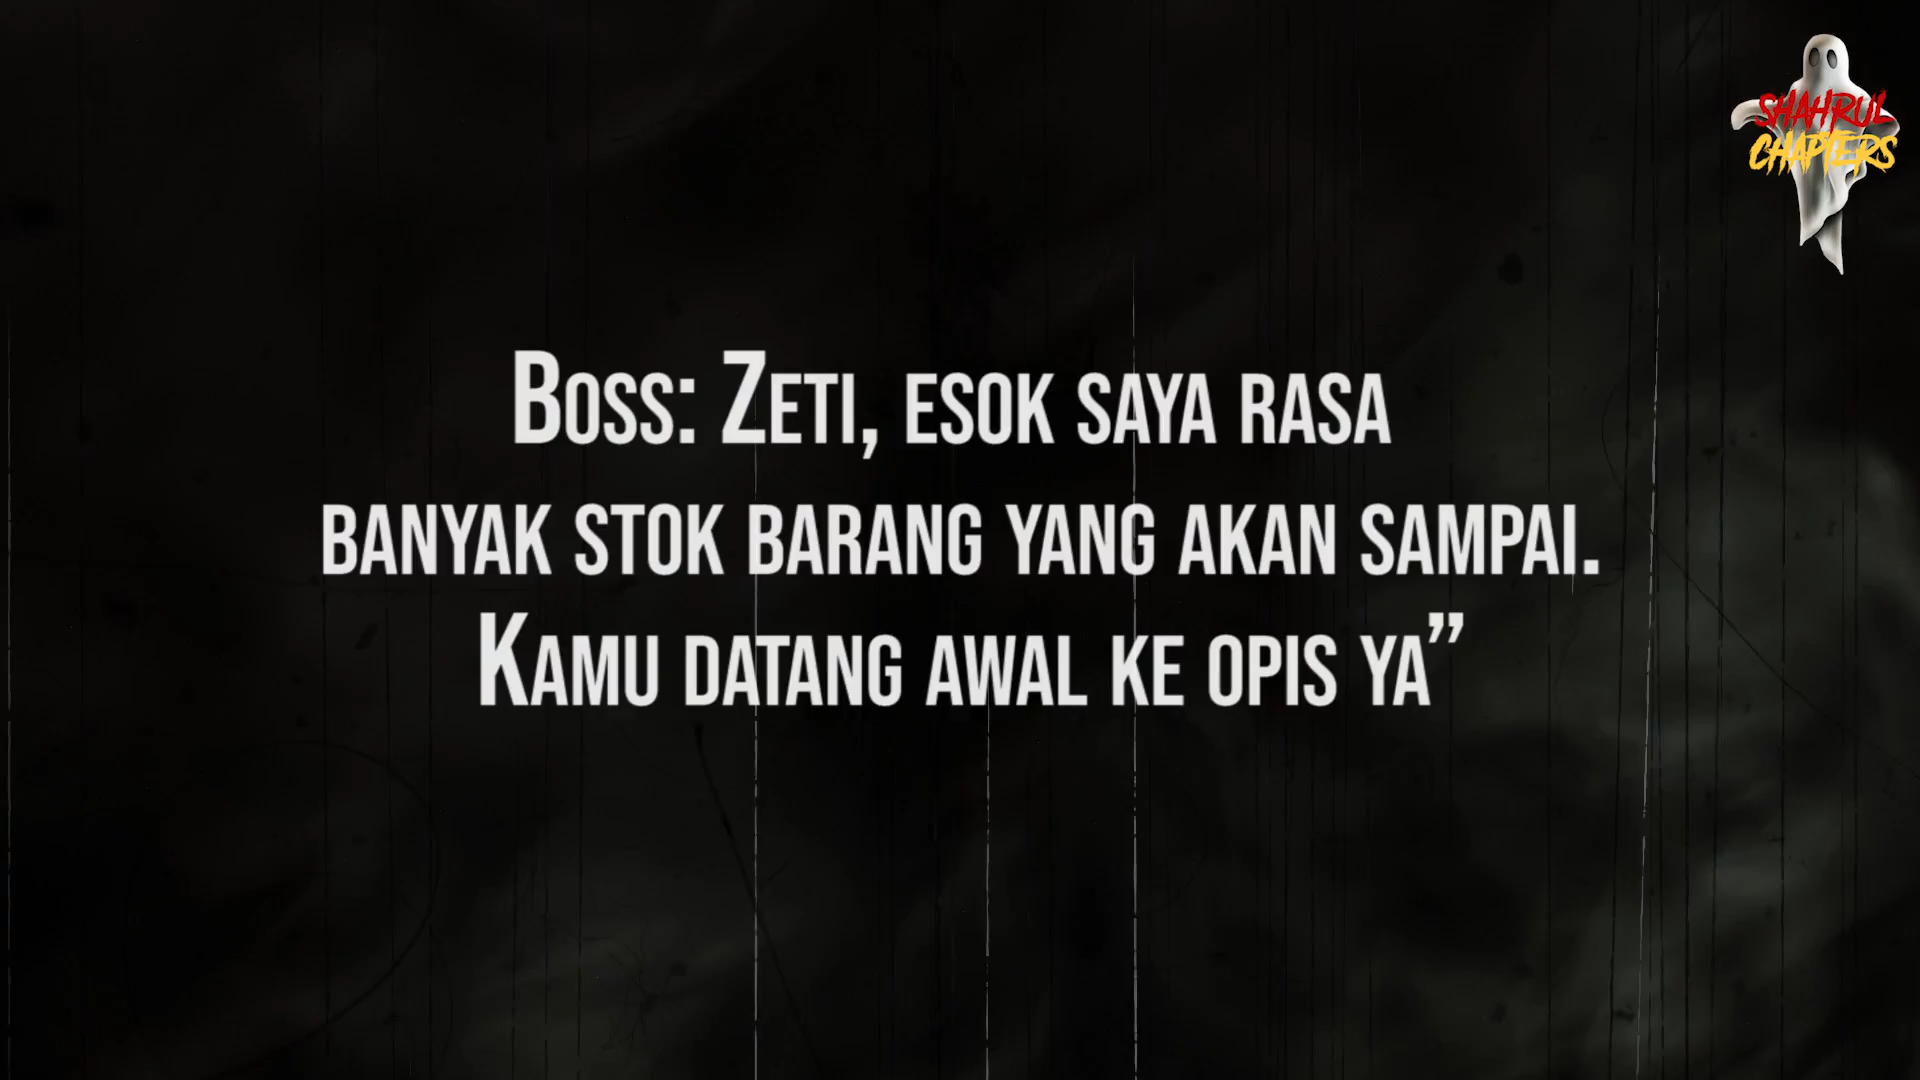 SHAHRUL
CHAPTERS
Boss: Zeti, esok saya rasa
banyak stok barang yang akan sampai.
Kamu datang awal ke opis ya”